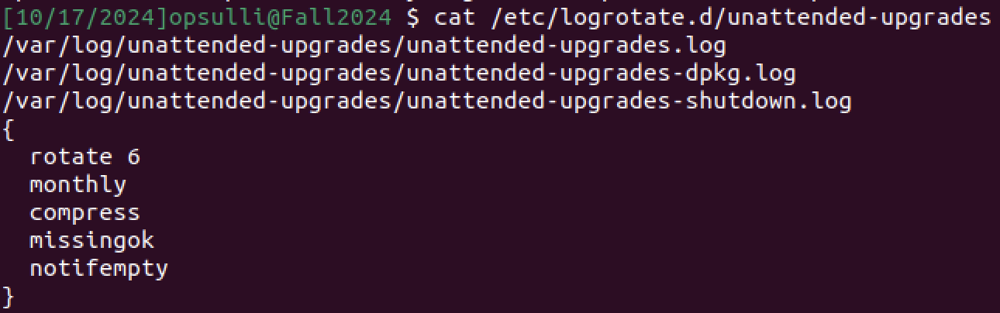 [10/17/2024]opsulli@Fall2024 $ cat /etc/logrotate.d/unattended-upgrades
/var/log/unattended-upgrades/unattended-upgrades.log
/var/log/unattended-upgrades/unattended-upgrades-dpkg.log
/var/log/unattended-upgrades/unattended-upgrades-shutdown.log
{
  rotate 6
  monthly
  compress
  missingok
  notifempty
}